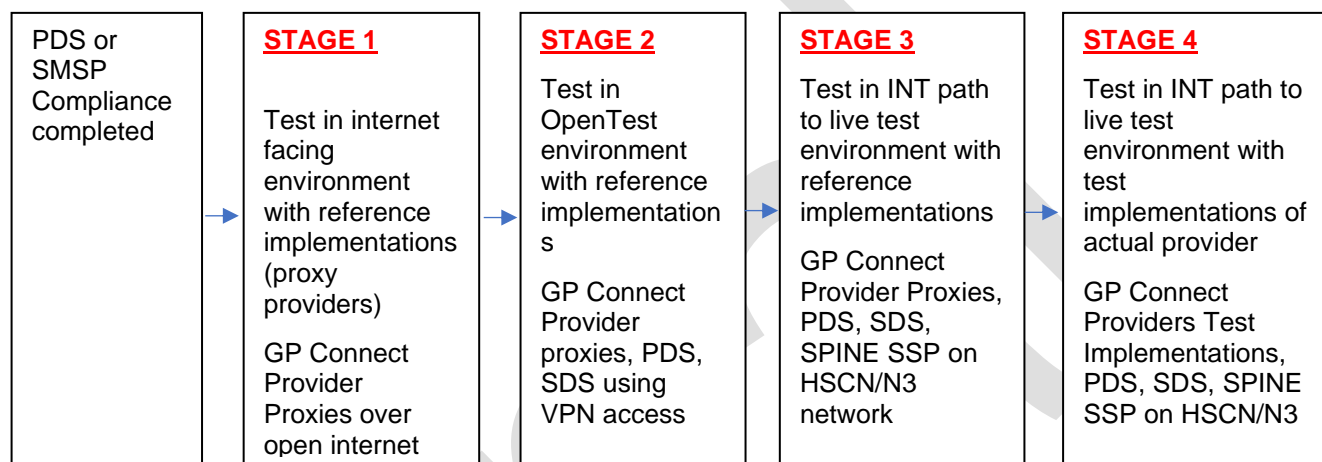 PDS or
SMSP
Compliance
completed
STAGE 1
Test in internet
facing
environment
with reference
implementations
(proxy
providers)
GP Connect
Provider
Proxies over
open internet
STAGE 2
Test in
OpenTest
environment
with reference
implementation
s
GP Connect
Provider
proxies, PDS,
SDS using
VPN access
STAGE 3
Test in INT path
to live test
environment with
reference
implementations
GP Connect
Provider Proxies,
PDS, SDS,
SPINE SSP on
HSCN/N3
network
STAGE 4
Test in INT path to
live test
environment with
test
implementations of
actual provider
GP Connect
Providers Test
Implementations,
PDS, SDS, SPINE
SSP on HSCN/N3